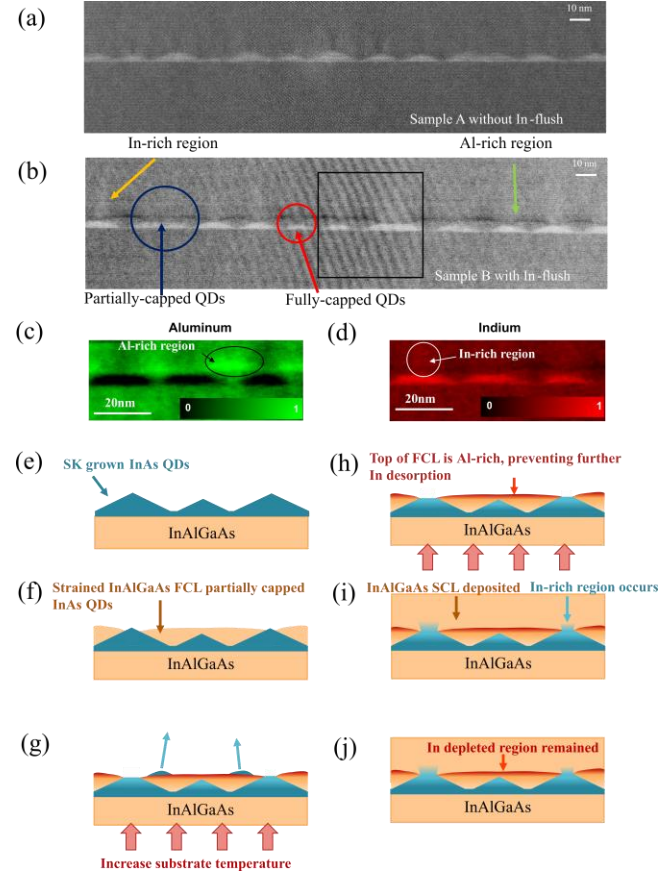 (a)
10 nm
Sample A without In-flush
In-rich region
Al-rich region
(b)
10 nm
Sample B with In-flush
Partially-capped QDs
Fully-capped QDs
(c)
Aluminum
Al-rich region
20nm
0
1
(d)
Indium
In-rich region
20nm
0
1
(e)
SK grown InAs QDs
InAlGaAs
(h)
Top of FCL is Al-rich, preventing further
In desorption
InAlGaAs
(f)
Strained InAlGaAs FCL partially capped
InAs QDs
InAlGaAs
(i)
InAlGaAs SCL deposited
In-rich region occurs
InAlGaAs
(g)
InAlGaAs
Increase substrate temperature
(j)
In depleted region remained
InAlGaAs